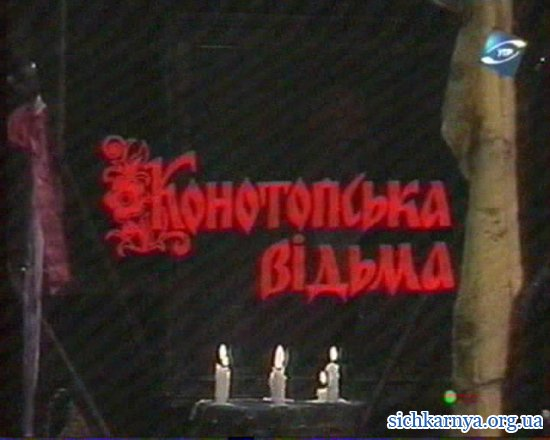 УТР
Конотопська
відьма
sichkarnya.org.ua